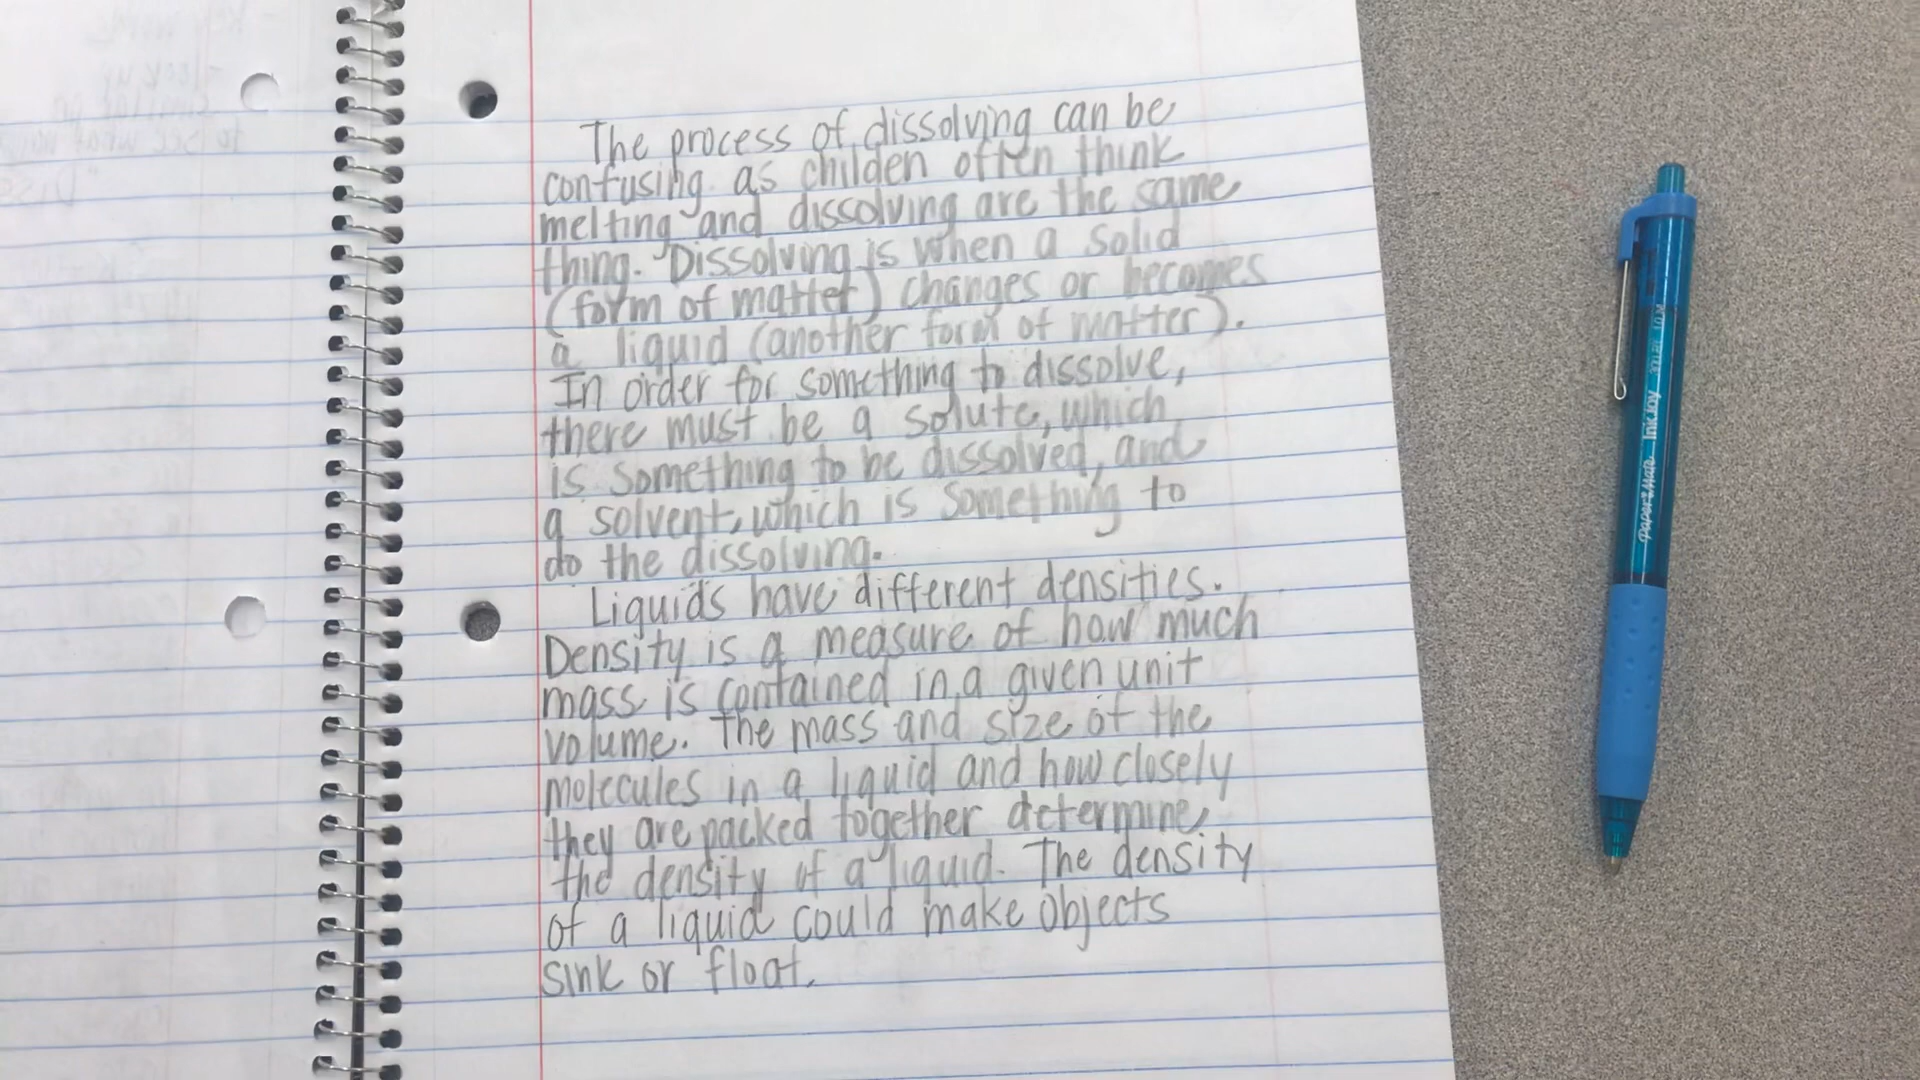 The process of dissolving can be
confusing as childen often think
melting and dissolving are the same
thing. Dissolving is when a solid
(form of matter) changes or becomes
a liquid (another form of matter).
In order for something to dissolve,
there must be a solute, which
is something to be dissolved, and
a solvent, which is something to
do the dissolving.
Liquids have different densities.
Density is a measure of how much
mass is contained in a given unit
volume. The mass and size of the
molecules in a liquid and how closely
they are packed together determine
the density of a liquid. The density
of a liquid could make objects
sink or float.
Paper Mate InkJoy